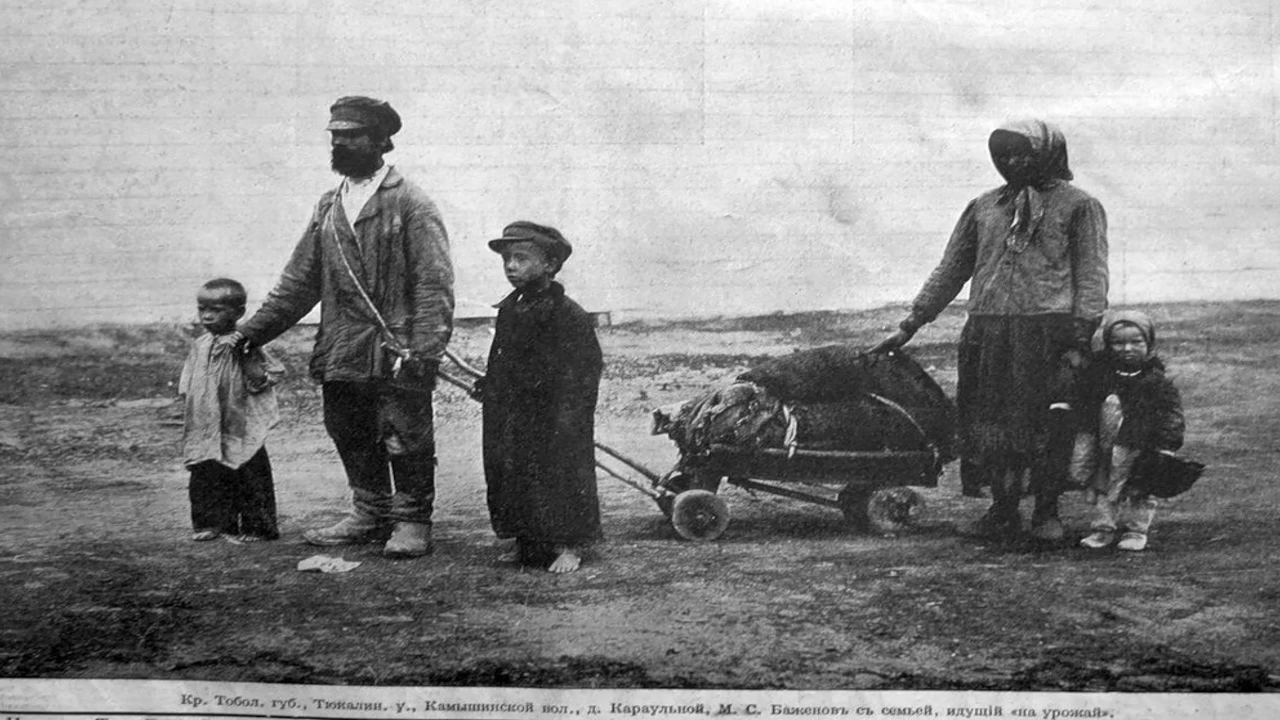 Кр. Тобол. губ., Тюкалин. у., Камышинской вол., д. Караульной, М. С. Баженовъ съ семьей, идущій «на урожай».